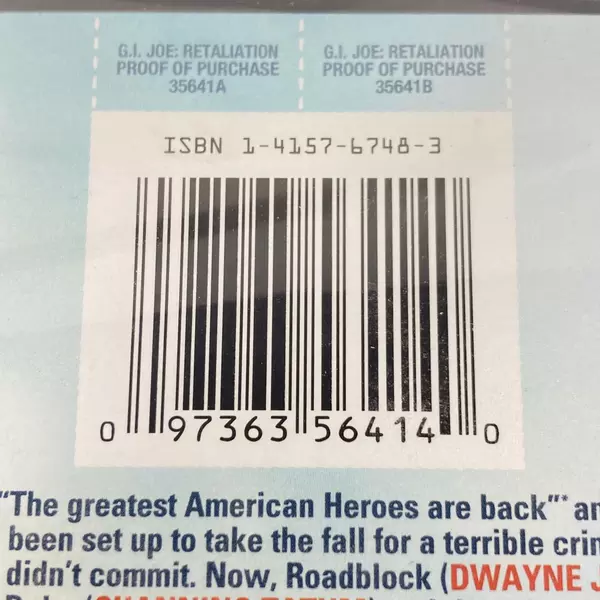 G.I. JOE: RETALIATION
PROOF OF PURCHASE
35641A
G.I. JOE: RETALIATION
PROOF OF PURCHASE
35641B
ISBN 1-4157-6748-3
0 97363 56414 0
"The greatest American Heroes are back"* an
been set up to take the fall for a terrible crim
didn't commit. Now, Roadblock (DWAYNE J